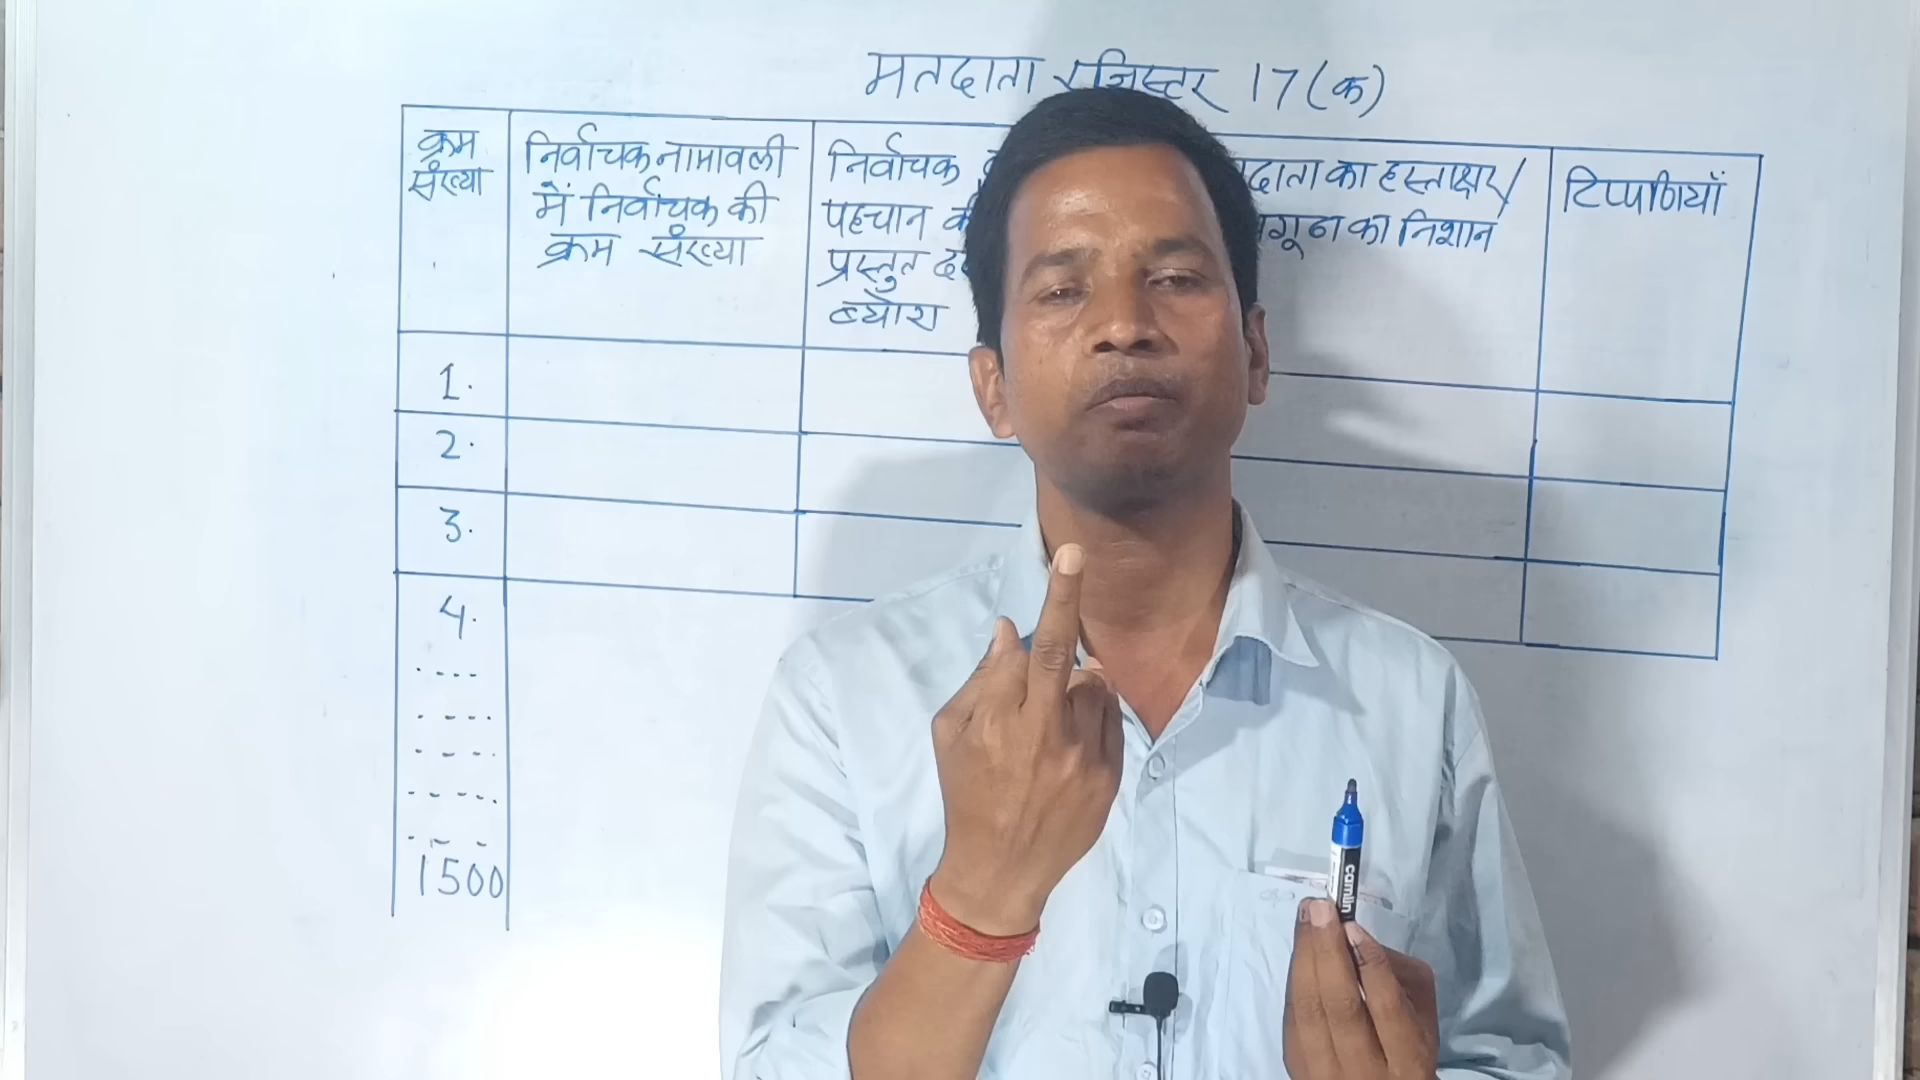 मतदाता रजिस्टर 17 (क)
क्रम
संख्या
निर्वाचक नामावली
में निर्वाचक की
क्रम संख्या
निर्वाचक
पहचान
प्रस्तुत
ब्योरा
का हस्ताक्षर/
का निशान
टिप्पणियाँ
1.
2.
3.
4.
1500
camlin